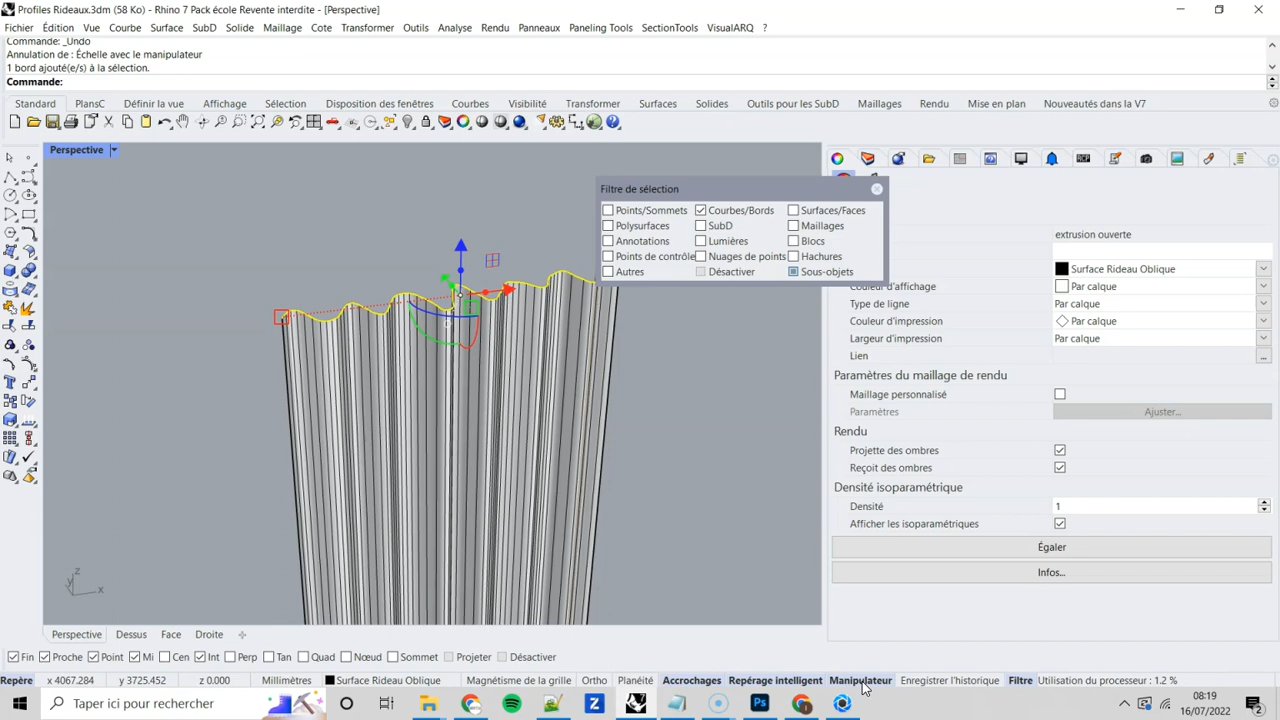 Profiles Rideaux.3dm (58 Ko) - Rhino 7 Pack école Revente interdite - [Perspective]
Fichier Édition Vue Courbe Surface SubD Solide Maillage Cote Transformer Outils Analyse Rendu Panneaux Paneling Tools SectionTools VisualARQ ?
Commande: _Undo
Annulation de : Échelle avec le manipulateur
1 bord ajouté(e/s) à la sélection.
Commande:
Standard PlansC Définir la vue Affichage Sélection Disposition des fenêtres Courbes Visibilité Transformer Surfaces Solides Outils pour les SubD Maillages Rendu Mise en plan Nouveautés dans la V7
Perspective
Filtre de sélection
Points/Sommets Courbes/Bords Surfaces/Faces
Polysurfaces SubD Maillages
Annotations Lumières Blocs
Points de contrôle Nuages de points Hachures
Autres Désactiver Sous-objets
extrusion ouverte
Surface Rideau Oblique
Couleur d'affichage Par calque
Type de ligne Par calque
Couleur d'impression Par calque
Largeur d'impression Par calque
Lien ...
Paramètres du maillage de rendu
Maillage personnalisé
Paramètres Ajuster...
Rendu
Projette des ombres
Reçoit des ombres
Densité isoparamétrique
Densité 1
Afficher les isoparamétriques
Égaler
Infos...
z
y
x
Perspective Dessus Face Droite
Fin Proche Point Mi Cen Int Perp Tan Quad Nœud Sommet Projeter Désactiver
Repère x 4067.284 y 3725.452 z 0.000 Millimètres Surface Rideau Oblique Magnétisme de la grille Ortho Planéité Accrochages Repérage intelligent Manipulateur Enregistrer l'historique Filtre Utilisation du processeur : 1.2 %
Taper ici pour rechercher
08:19
16/07/2022
2